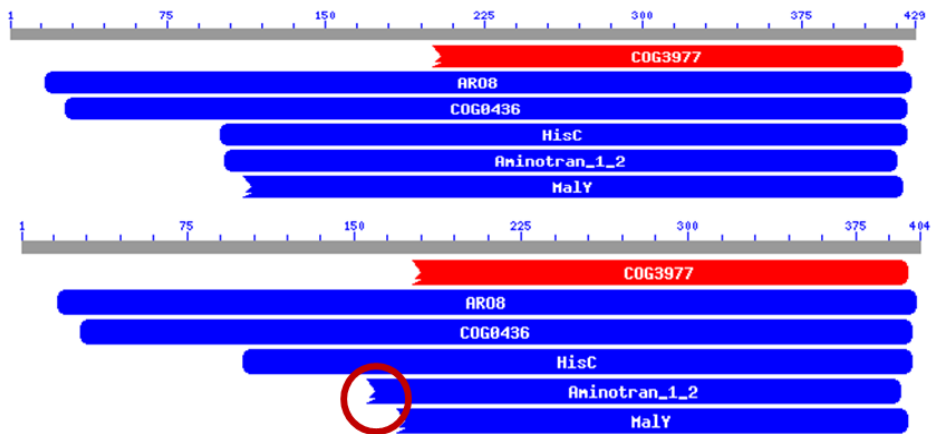 1 75 150 225 300 375 429
COG3977
ARO8
COG0436
HisC
Aminotran_1_2
MalY
1 75 150 225 300 375 404
COG3977
ARO8
COG0436
HisC
Aminotran_1_2
MalY